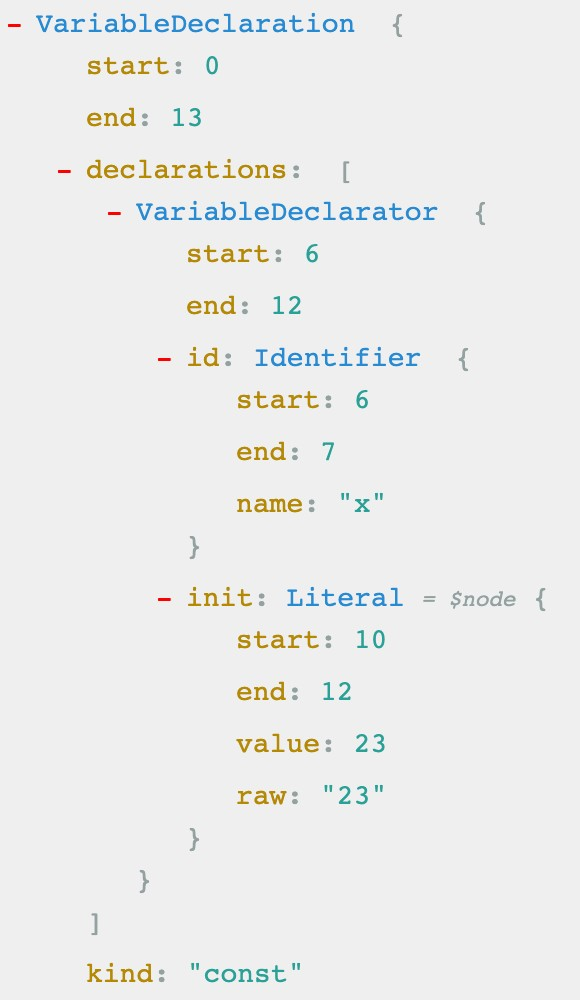 - VariableDeclaration {
start: 0
end: 13
- declarations: [
- VariableDeclarator {
start: 6
end: 12
- id: Identifier {
start: 6
end: 7
name: "x"
}
- init: Literal = $node {
start: 10
end: 12
value: 23
raw: "23"
}
}
]
kind: "const"